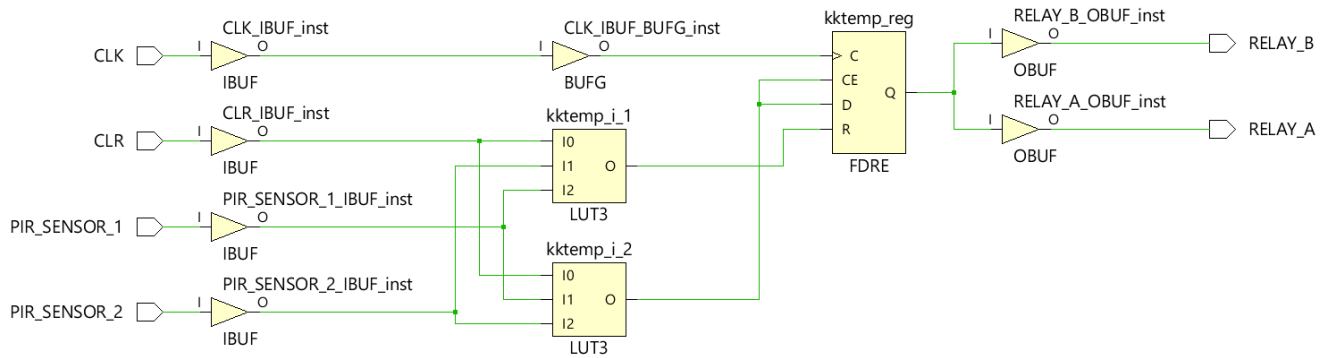 CLK
I
CLK_IBUF_inst
O
IBUF
I
CLK_IBUF_BUFG_inst
O
BUFG
kktemp_reg
C
CE
D
R
Q
FDRE
I
RELAY_B_OBUF_inst
O
OBUF
RELAY_B
I
RELAY_A_OBUF_inst
O
OBUF
RELAY_A
CLR
I
CLR_IBUF_inst
O
IBUF
kktemp_i_1
I0
I1
I2
O
LUT3
PIR_SENSOR_1
I
PIR_SENSOR_1_IBUF_inst
O
IBUF
kktemp_i_2
I0
I1
I2
O
LUT3
PIR_SENSOR_2
I
PIR_SENSOR_2_IBUF_inst
O
IBUF